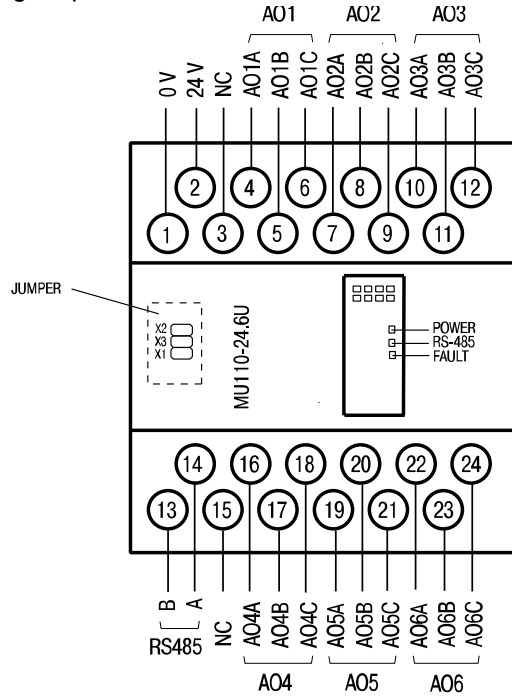 AO1 AO2 AO3
0 V 24 V NC AO1A AO1B AO1C AO2A AO2B AO2C AO3A AO3B AO3C
2 4 6 8 10 12
1 3 5 7 9 11
JUMPER
X2
X3
X1
MU110-24.6U
POWER
RS-485
FAULT
14 16 18 20 22 24
13 15 17 19 21 23
B A NC AO4A AO4B AO4C AO5A AO5B AO5C AO6A AO6B AO6C
RS485
AO4 AO5 AO6